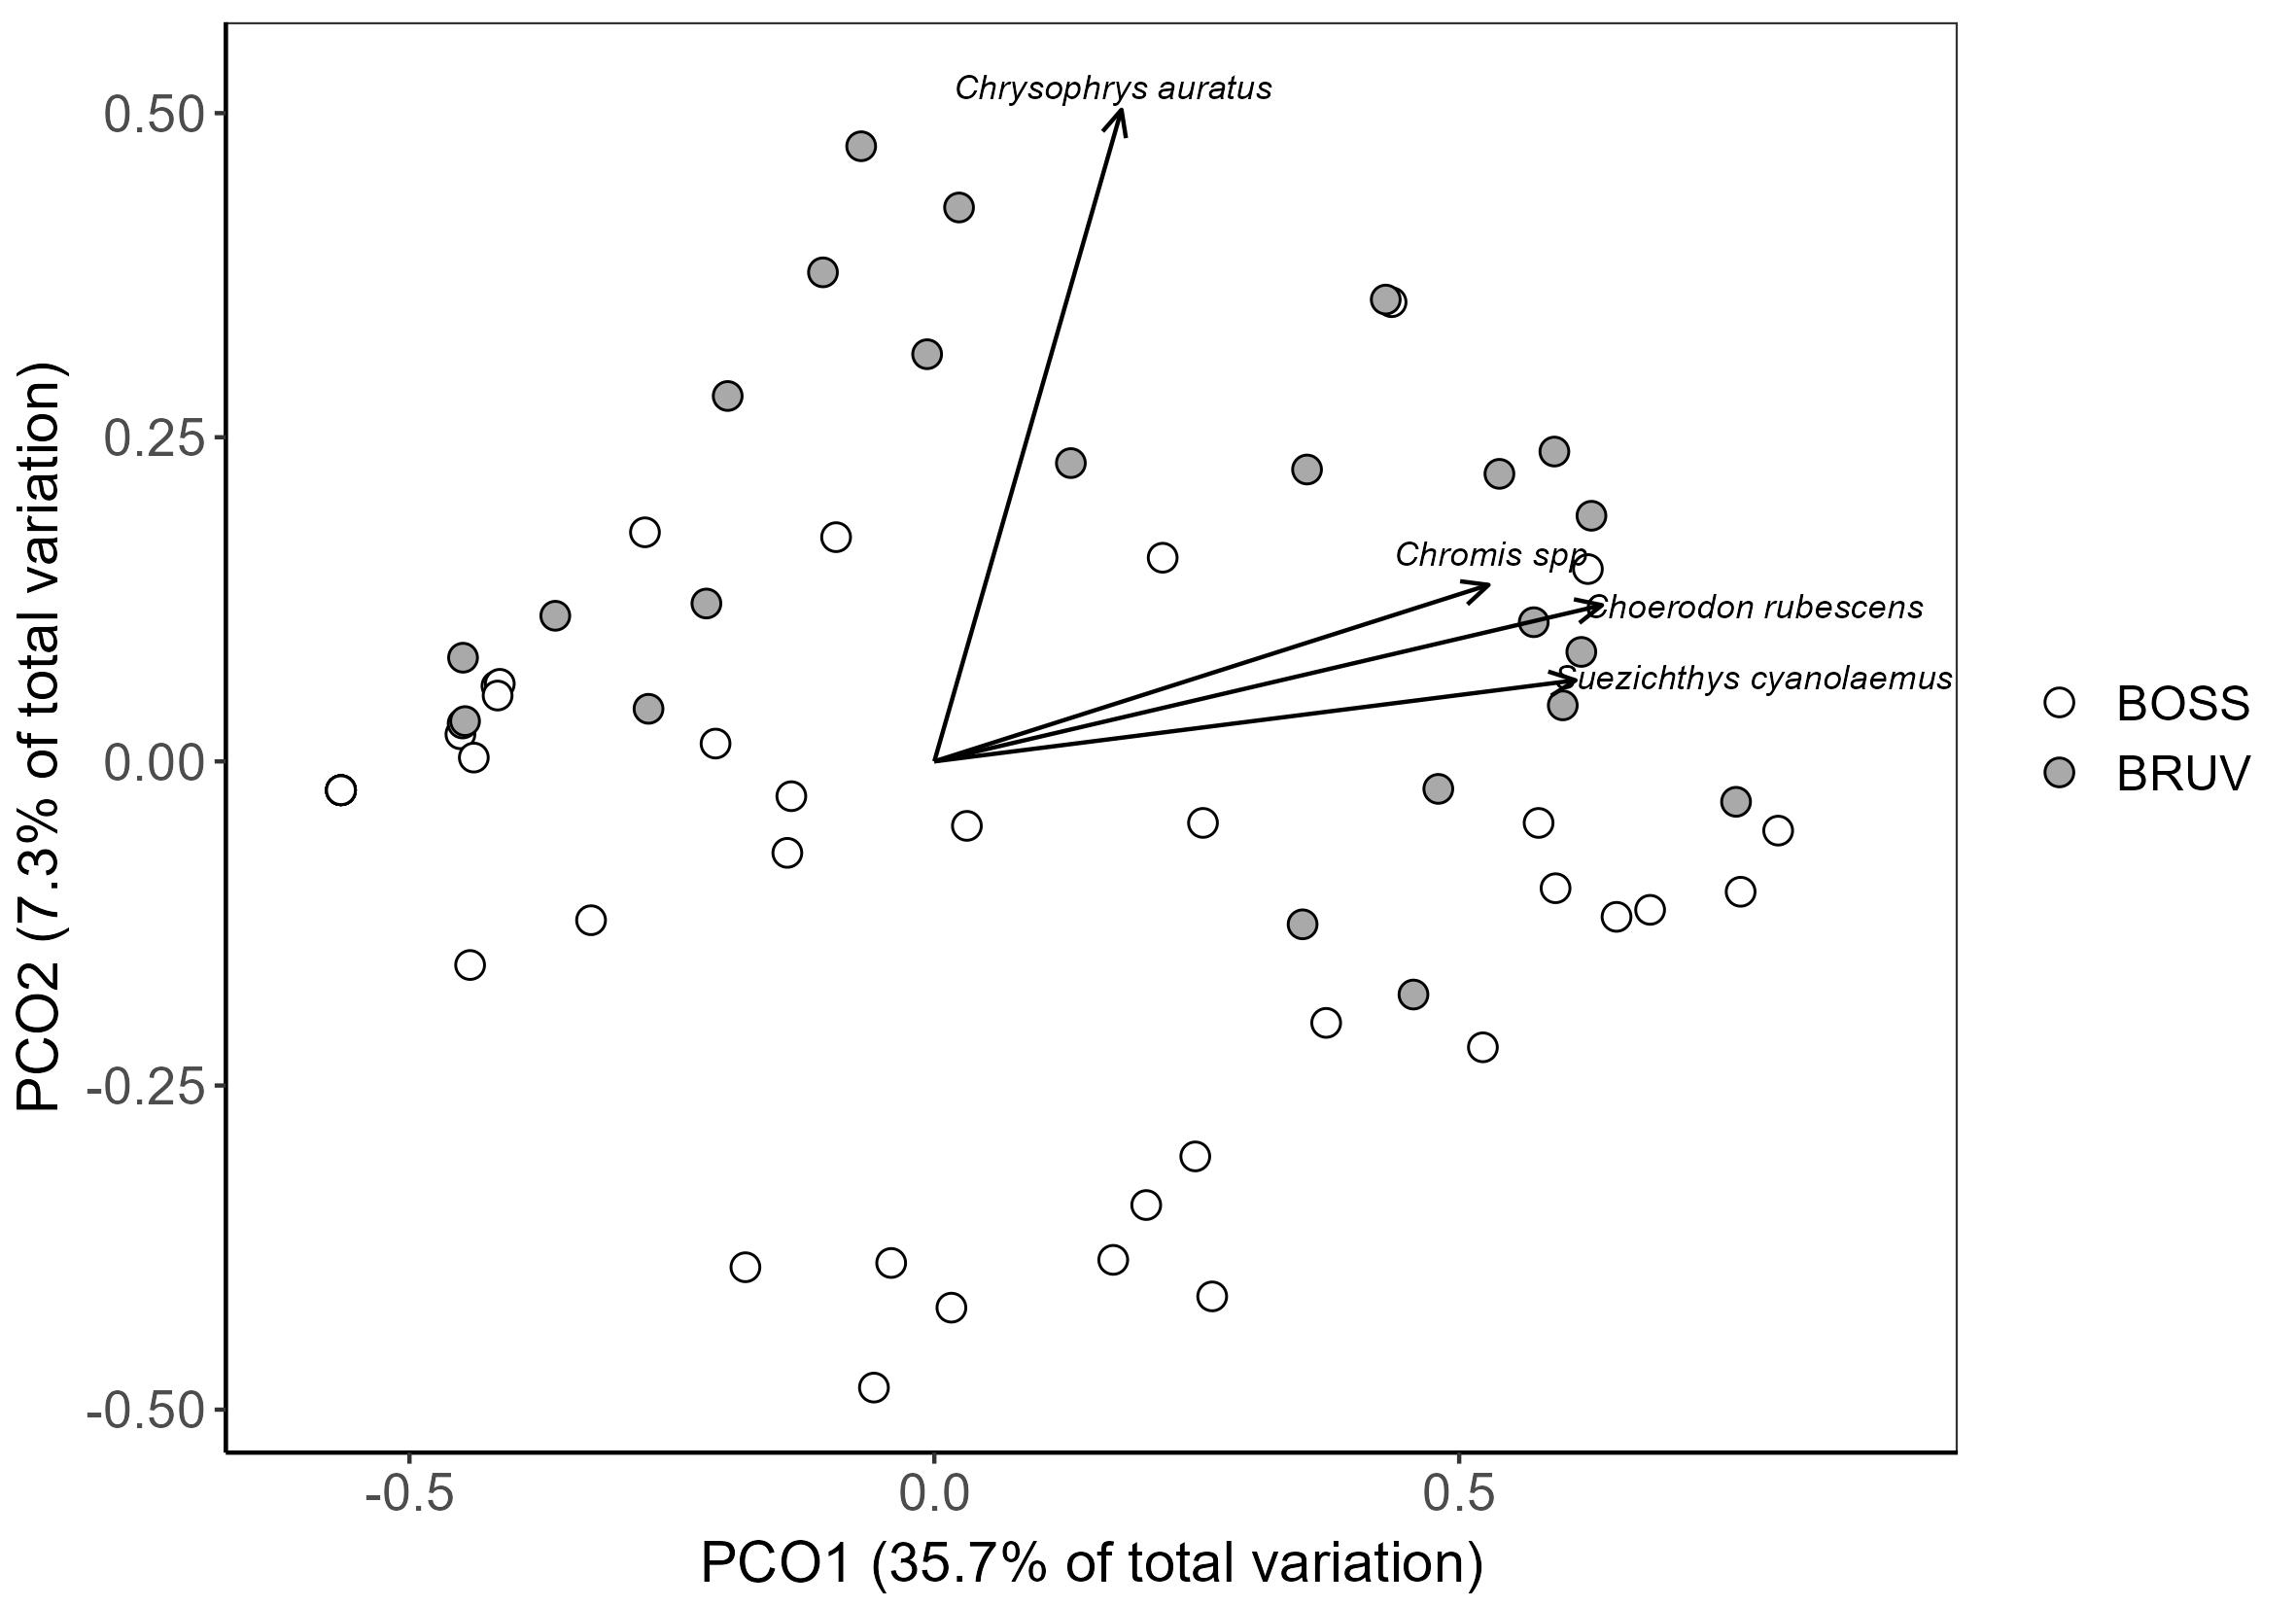 Chrysophrys auratus
Chromis spp
Choerodon rubescens
Suezichthys cyanolaemus
0.50
0.25
0.00
-0.25
-0.50
PCO2 (7.3% of total variation)
-0.5
0.0
0.5
PCO1 (35.7% of total variation)
BOSS
BRUV